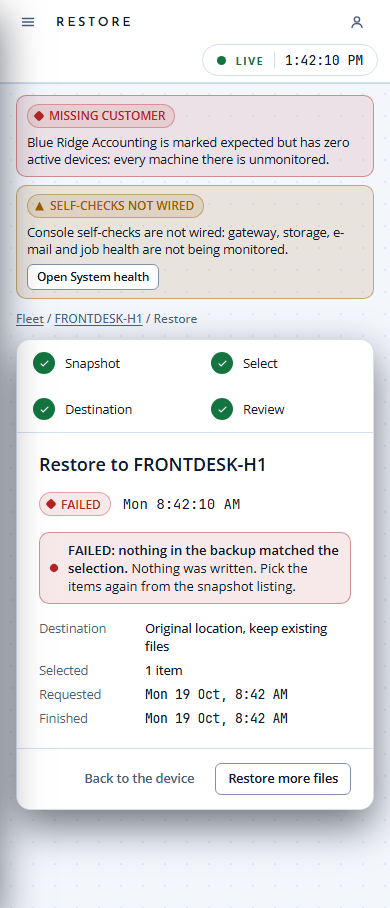 RESTORE
LIVE 1:42:10 PM
MISSING CUSTOMER
Blue Ridge Accounting is marked expected but has zero
active devices: every machine there is unmonitored.
SELF-CHECKS NOT WIRED
Console self-checks are not wired: gateway, storage, e-
mail and job health are not being monitored.
Open System health
Fleet / FRONTDESK-H1 / Restore
Snapshot
Select
Destination
Review
Restore to FRONTDESK-H1
FAILED Mon 8:42:10 AM
FAILED: nothing in the backup matched the
selection. Nothing was written. Pick the
items again from the snapshot listing.
Destination Original location, keep existing
files
Selected 1 item
Requested Mon 19 Oct, 8:42 AM
Finished Mon 19 Oct, 8:42 AM
Back to the device Restore more files